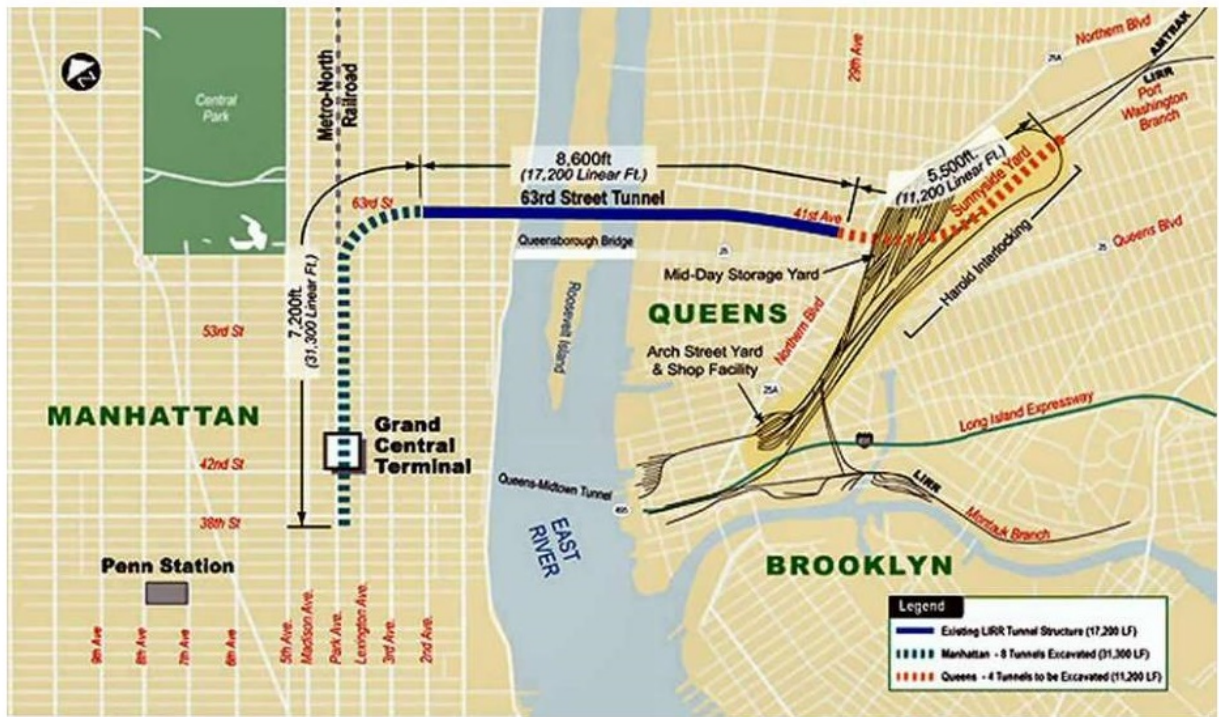 Central
Park
Metro-North
Railroad
8,600ft
(17,200 Linear Ft.)
63rd St
63rd Street Tunnel
41st Ave
29th Ave
Northern Blvd
25A
AMTRAK
LIRR
Port
Washington
Branch
5,500ft.
(11,200 Linear Ft.)
Sunnyside Yard
Queensborough Bridge
25
Mid-Day Storage Yard
Harold Interlocking
25
Queens Blvd
7,200ft.
(31,300 Linear Ft.)
53rd St
Roosevelt Island
QUEENS
Northern Blvd
Arch Street Yard
& Shop Facility
25A
MANHATTAN
Grand
Central
Terminal
42nd St
Long Island Expressway
Queens-Midtown Tunnel
495
LIRR
Montauk Branch
38th St
EAST
RIVER
Penn Station
BROOKLYN
9th Ave
8th Ave
7th Ave
6th Ave
5th Ave.
Madison Ave.
Park Ave.
Lexington Ave.
3rd Ave.
2nd Ave.
Legend
Existing LIRR Tunnel Structure (17,200 LF)
Manhattan - 8 Tunnels Excavated (31,300 LF)
Queens - 4 Tunnels to be Excavated (11,200 LF)